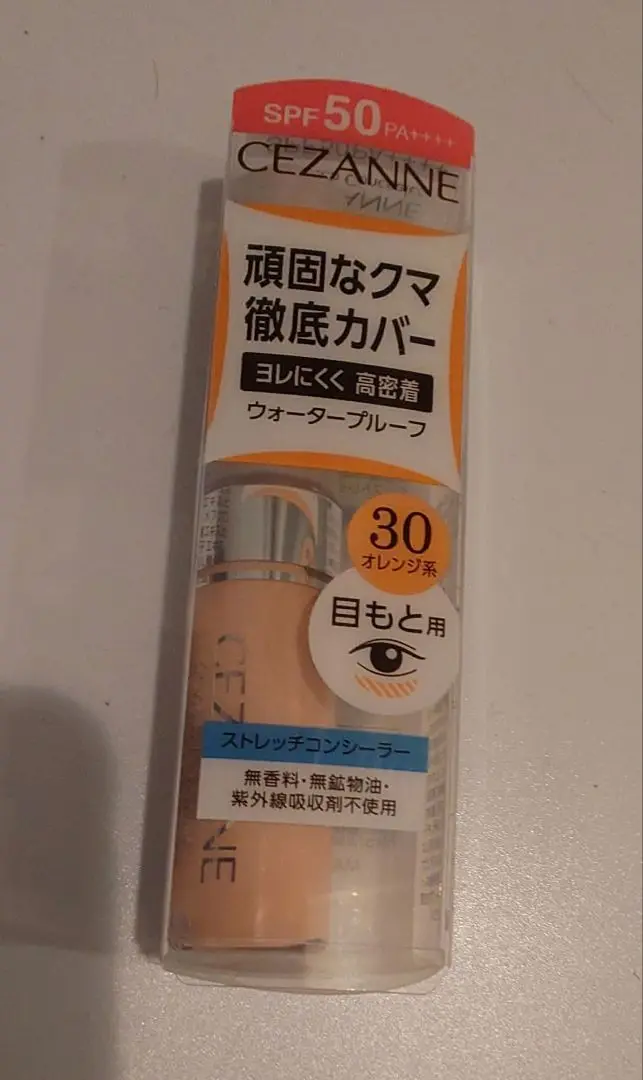 SPF50 PA++++
CEZANNE
頑固なクマ
徹底カバー
ヨレにくく 高密着
ウォータープルーフ
30
オレンジ系
目もと用
CEZANNE
ストレッチコンシーラー
無香料・無鉱物油・
紫外線吸収剤不使用